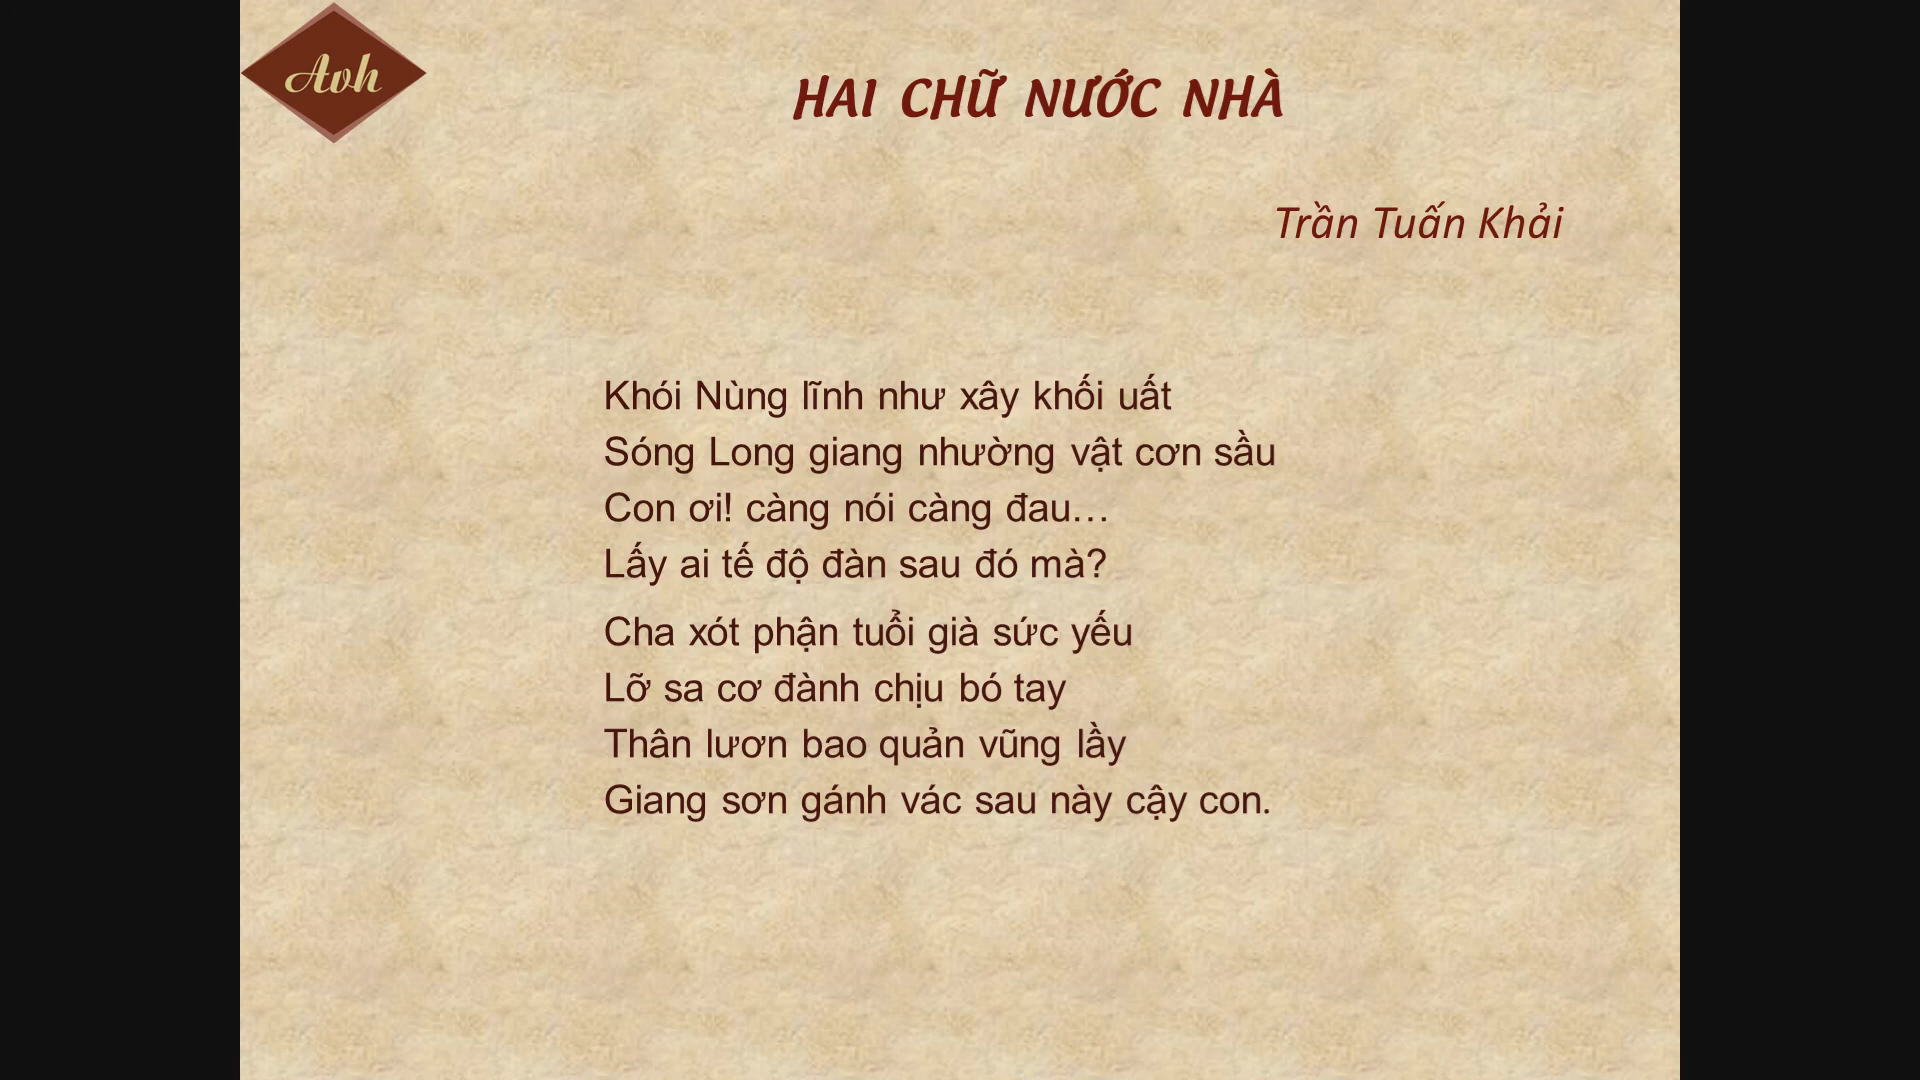 Avh
HAI CHỮ NƯỚC NHÀ
Trần Tuấn Khải
Khói Nùng lĩnh như xây khối uất
Sóng Long giang nhường vật cơn sầu
Con ơi! càng nói càng đau…
Lấy ai tế độ đàn sau đó mà?
Cha xót phận tuổi già sức yếu
Lỡ sa cơ đành chịu bó tay
Thân lươn bao quản vũng lầy
Giang sơn gánh vác sau này cậy con.